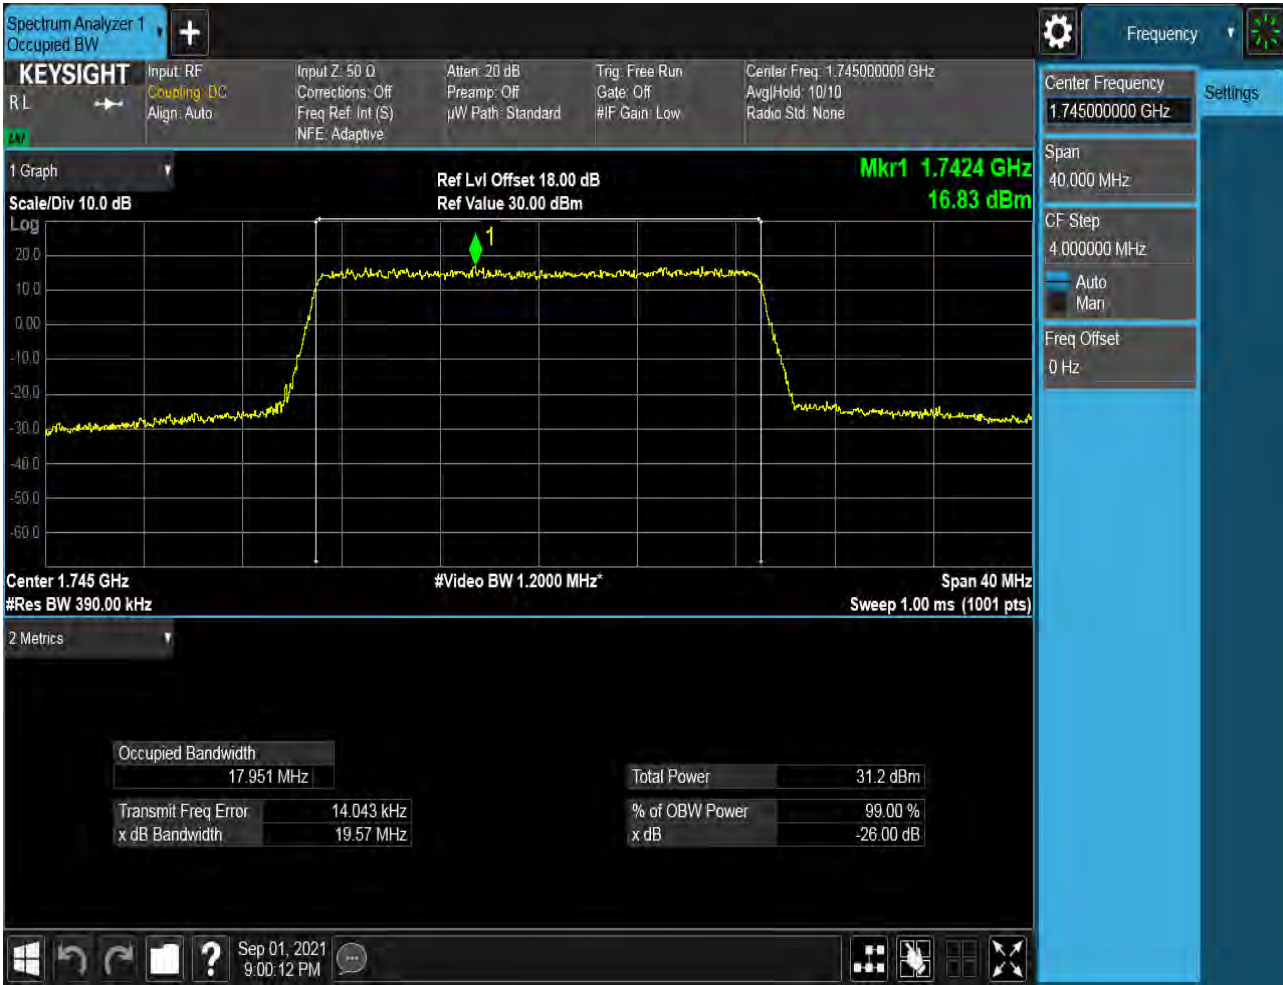 Spectrum Analyzer 1
Occupied BW
Frequency
KEYSIGHT
R L
Input: RF
Coupling: DC
Align: Auto
Input Z: 50 Ω
Corrections: Off
Freq Ref: Int (S)
NFE: Adaptive
Atten: 20 dB
Preamp: Off
µW Path: Standard
Trig: Free Run
Gate: Off
#IF Gain: Low
Center Freq: 1.745000000 GHz
Avg|Hold: 10/10
Radio Std: None
Center Frequency
1.745000000 GHz
Settings
Span
40.000 MHz
CF Step
4.000000 MHz
Auto
Man
Freq Offset
0 Hz
1 Graph
Scale/Div 10.0 dB
Ref Lvl Offset 18.00 dB
Ref Value 30.00 dBm
Mkr1 1.7424 GHz
16.83 dBm
Log
1
20.0
10.0
0.00
-10.0
-20.0
-30.0
-40.0
-50.0
-60.0
Center 1.745 GHz
#Res BW 390.00 kHz
#Video BW 1.2000 MHz*
Span 40 MHz
Sweep 1.00 ms (1001 pts)
2 Metrics
Occupied Bandwidth
17.951 MHz
Transmit Freq Error 14.043 kHz
x dB Bandwidth 19.57 MHz
Total Power 31.2 dBm
% of OBW Power 99.00 %
x dB -26.00 dB
Sep 01, 2021
9:00:12 PM